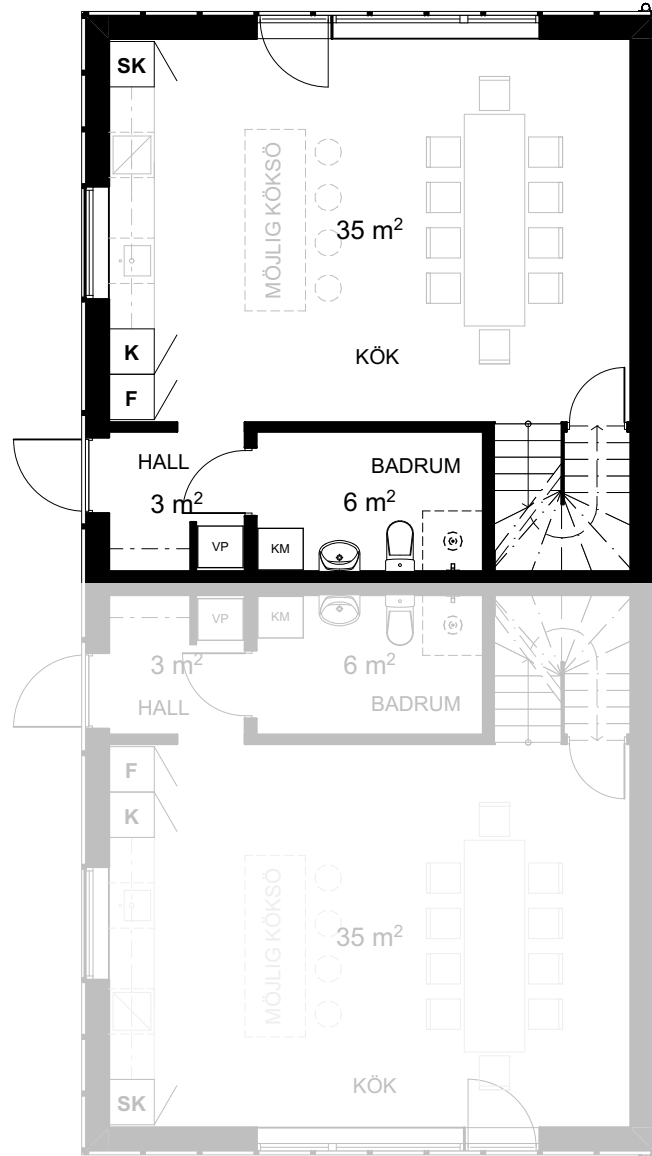 SK
MÖJLIG KÖKSÖ
35 m²
KÖK
K
F
HALL
3 m²
BADRUM
6 m²
VP
KM
VP
KM
3 m²
6 m²
HALL
BADRUM
F
K
MÖJLIG KÖKSÖ
35 m²
KÖK
SK